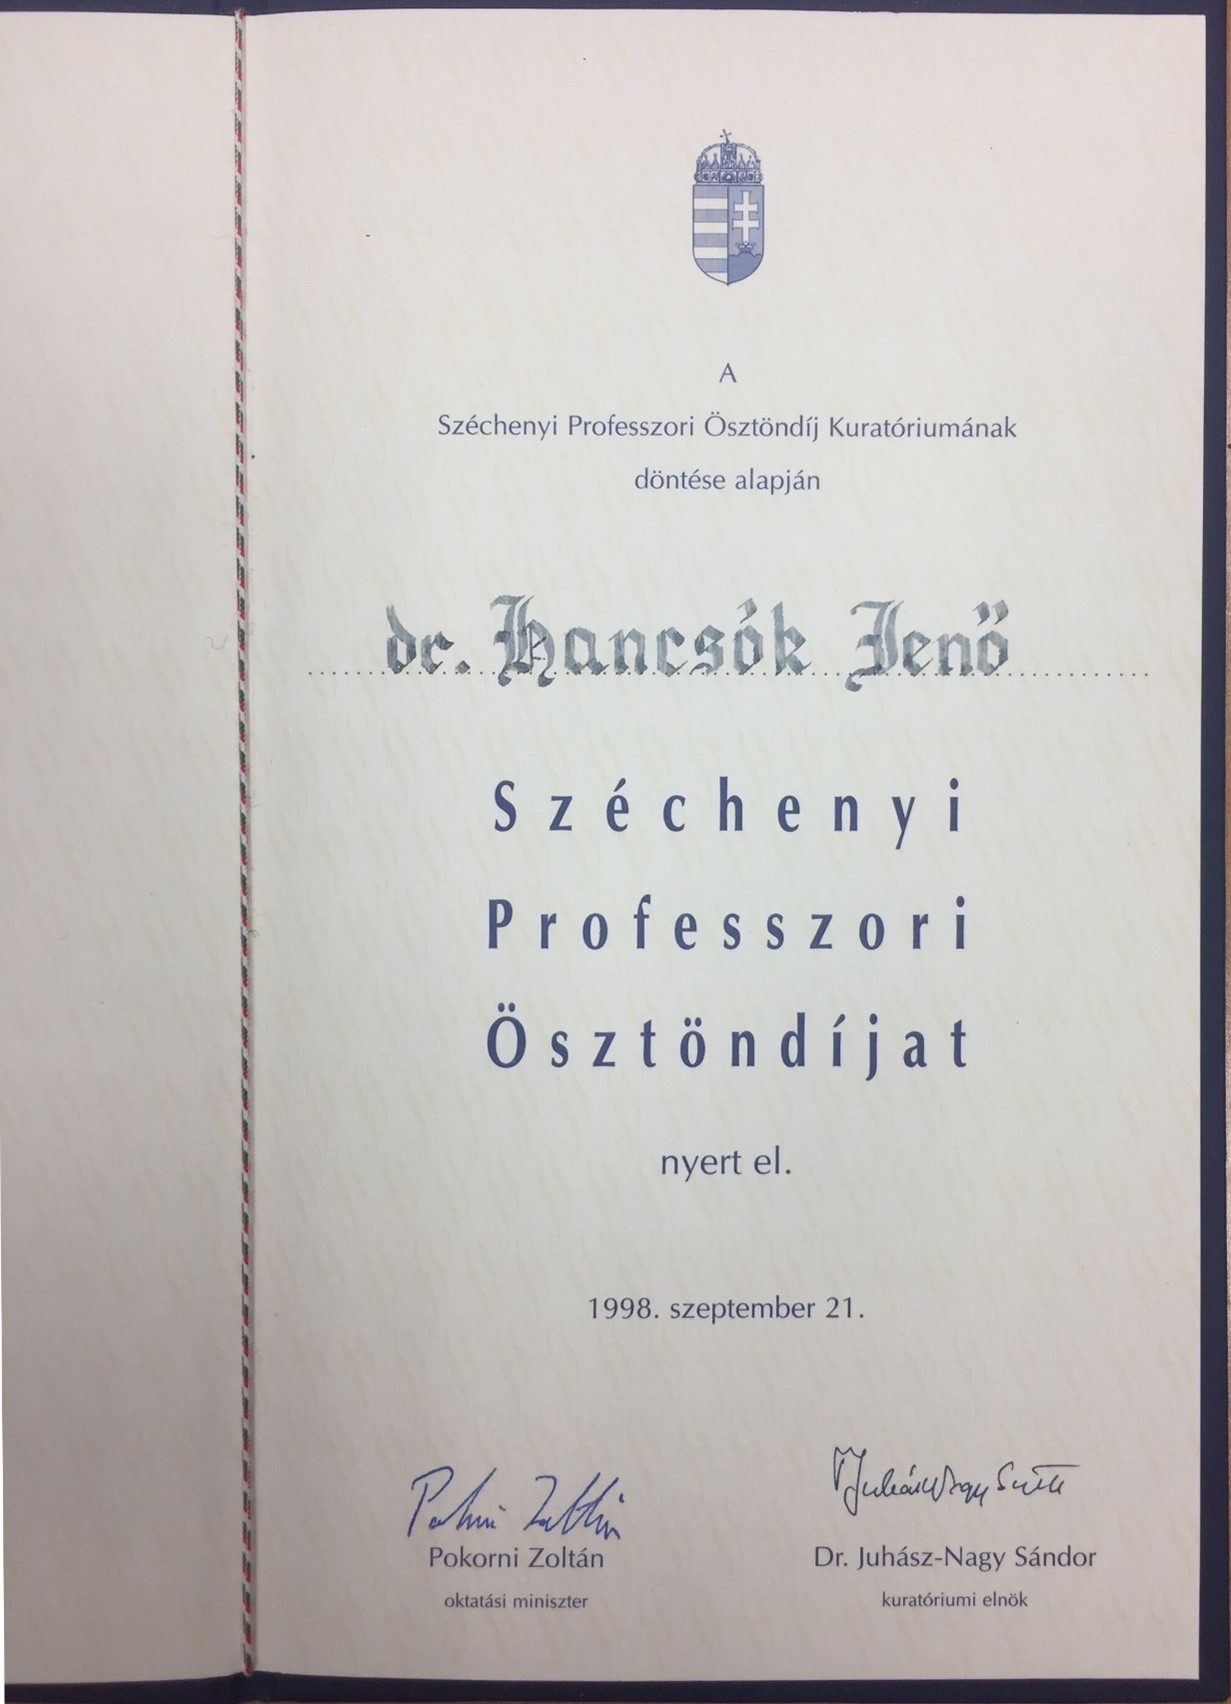 A
Széchenyi Professzori Ösztöndíj Kuratóriumának
döntése alapján
dr. Hancsók Jenő
Széchenyi
Professzori
Ösztöndíjat
nyert el.
1998. szeptember 21.
Pokorni Zoltán
Dr. Juhász-Nagy Sándor
oktatási miniszter
kuratóriumi elnök